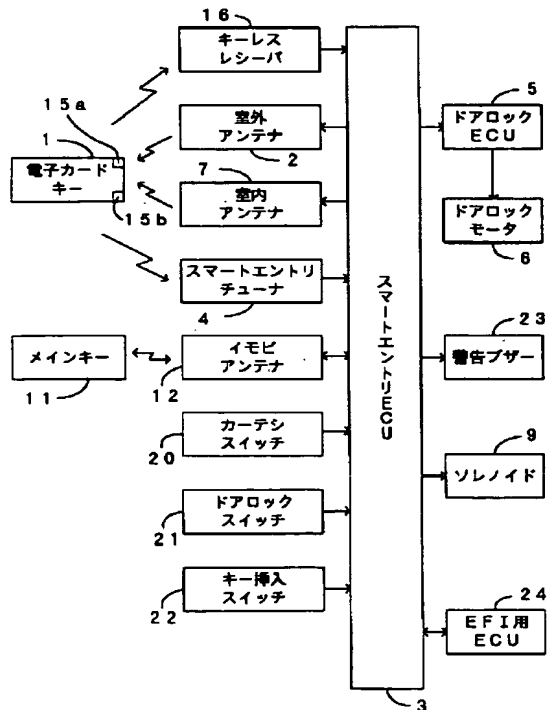 16
キーレス
レシーバ
15a
1
電子カード
キー
15b
室外
アンテナ
2
7
室内
アンテナ
スマートエントリ
チューナ
4
メインキー
11
イモビ
アンテナ
12
カーテシ
スイッチ
20
ドアロック
スイッチ
21
キー挿入
スイッチ
22
スマートエントリECU
3
5
ドアロック
ECU
ドアロック
モータ
6
23
警告ブザー
9
ソレノイド
24
EFI用
ECU